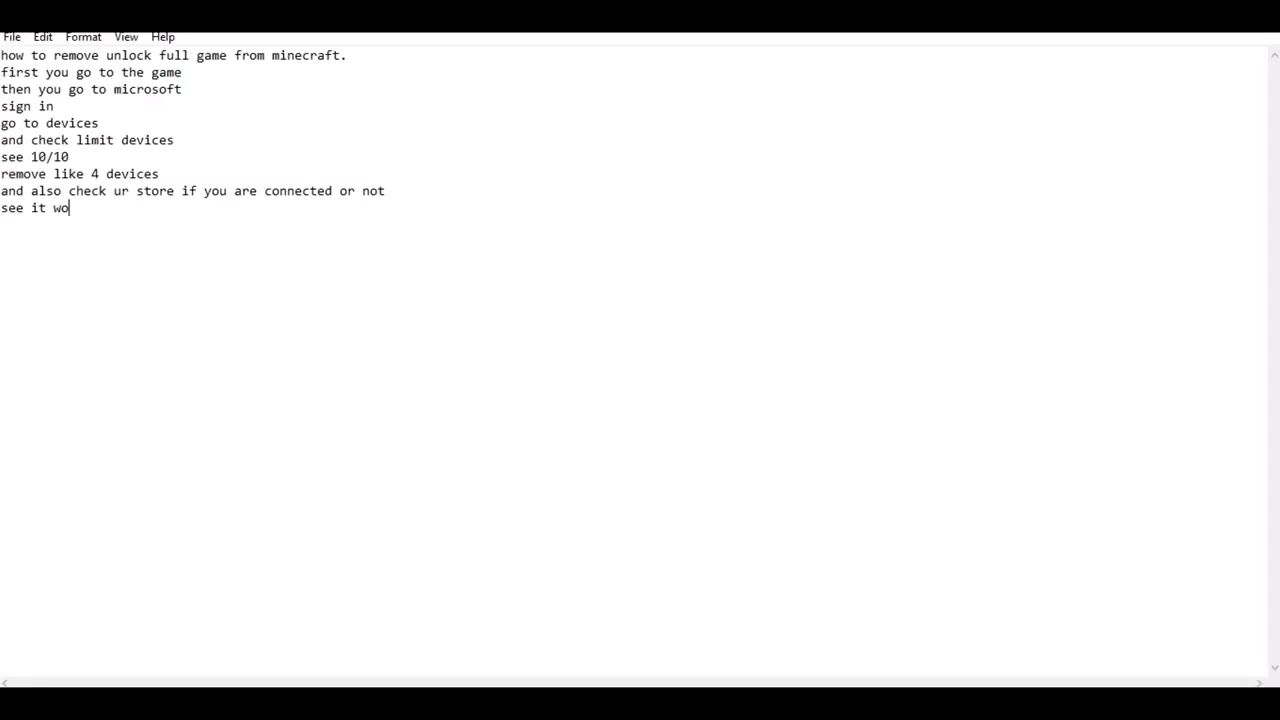 File Edit Format View Help
how to remove unlock full game from minecraft.
first you go to the game
then you go to microsoft
sign in
go to devices
and check limit devices
see 10/10
remove like 4 devices
and also check ur store if you are connected or not
see it wo